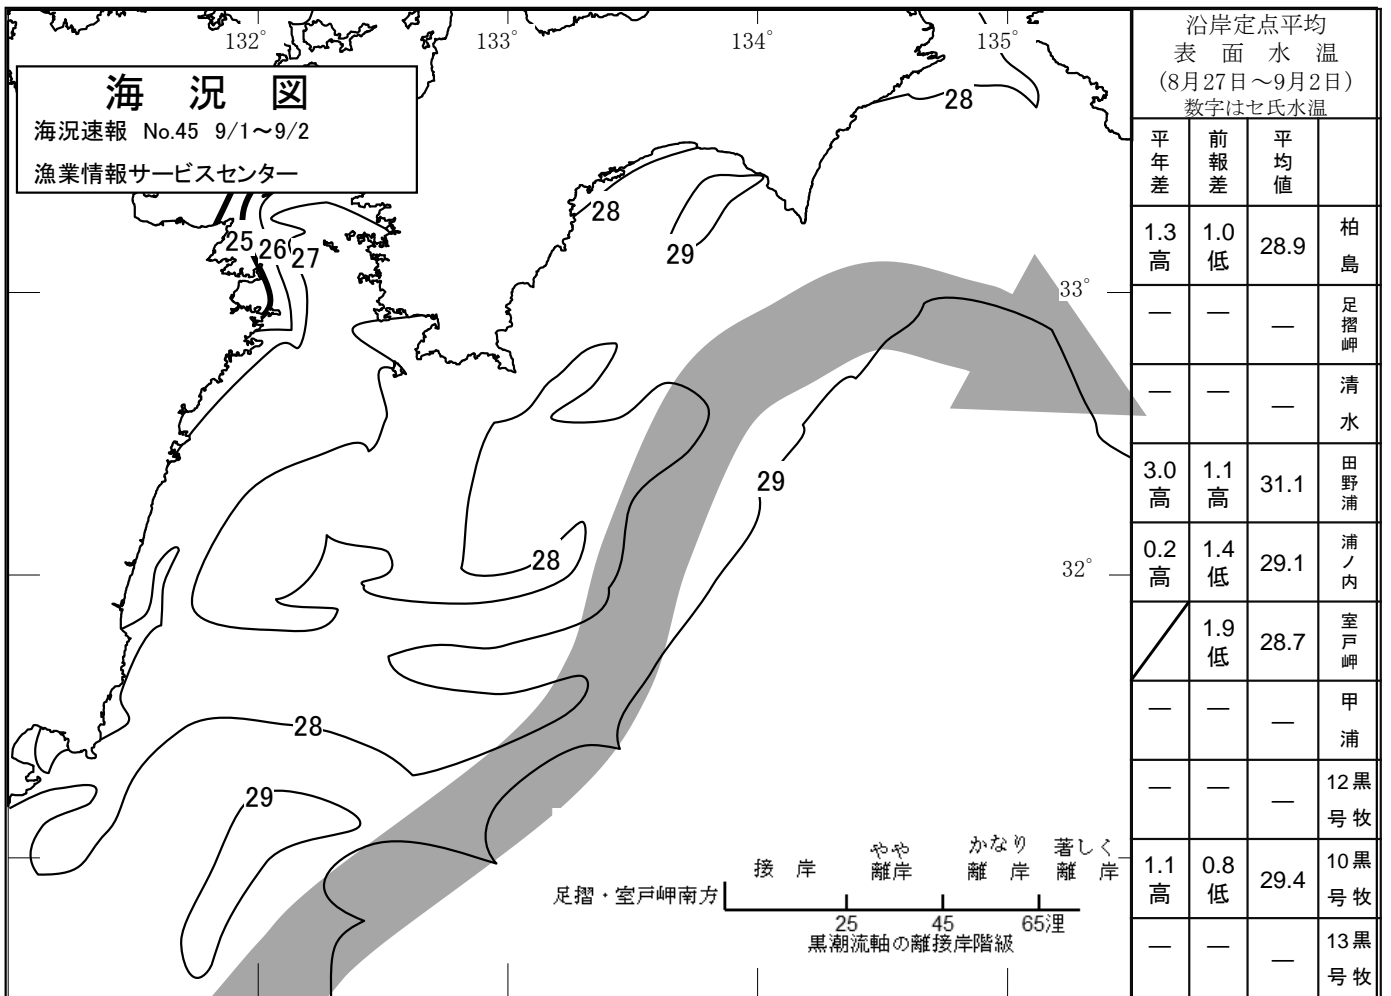 海 況 図
海況速報 No.45 9/1～9/2
漁業情報サービスセンター
132°
133°
134°
135°
33°
32°
28
28
29
25
26
27
29
28
28
29
接 岸
やや
離岸
かなり
離 岸
著しく
離 岸
足摺・室戸岬南方
25
45
65浬
黒潮流軸の離接岸階級
沿岸定点平均
表 面 水 温
(8月27日～9月2日)
数字はセ氏水温
平年差 前報差 平均値
1.3高 1.0低 28.9 柏島
— — — 足摺岬
— — — 清水
3.0高 1.1高 31.1 田野浦
0.2高 1.4低 29.1 浦ノ内
1.9低 28.7 室戸岬
— — — 甲浦
— — — 12号黒牧
1.1高 0.8低 29.4 10号黒牧
— — — 13号黒牧